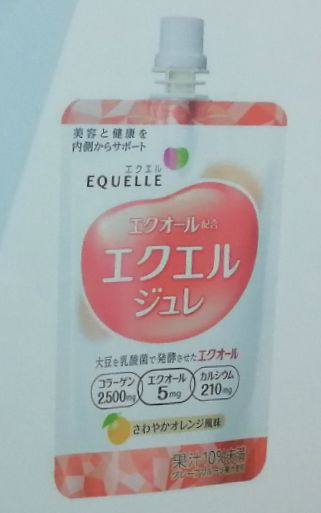 美容と健康を
内側からサポート
エクエル
EQUELLE
エクオール配合
エクエル
ジュレ
大豆を乳酸菌で発酵させたエクオール
コラーゲン
2,500mg
エクオール
5mg
カルシウム
210mg
さわやかオレンジ風味
果汁10%未満